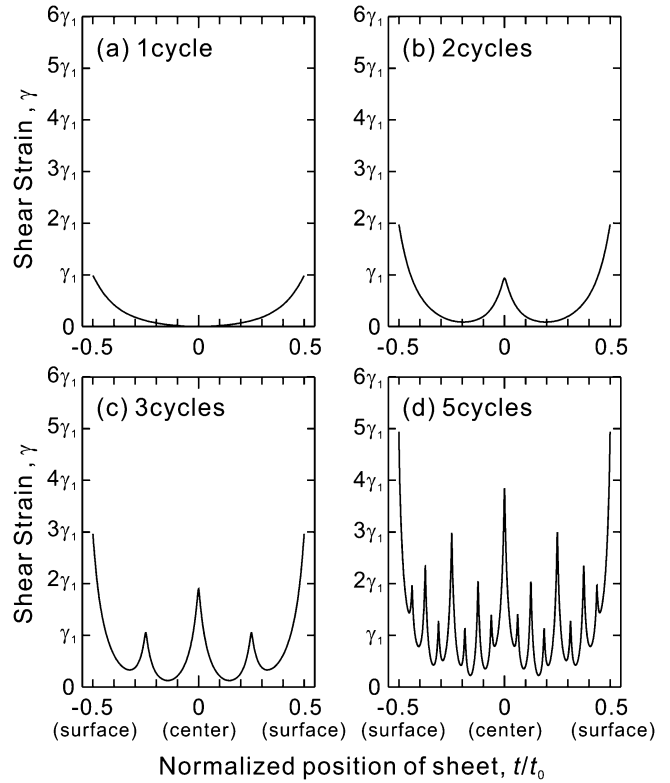 Shear Strain , γ
6γ₁
5γ₁
4γ₁
3γ₁
2γ₁
γ₁
0
(a) 1cycle
-0.5 0 0.5
6γ₁
5γ₁
4γ₁
3γ₁
2γ₁
γ₁
0
(b) 2cycles
-0.5 0 0.5
Shear Strain , γ
6γ₁
5γ₁
4γ₁
3γ₁
2γ₁
γ₁
0
(c) 3cycles
-0.5 0 0.5
(surface) (center) (surface)
6γ₁
5γ₁
4γ₁
3γ₁
2γ₁
γ₁
0
(d) 5cycles
-0.5 0 0.5
(surface) (center) (surface)
Normalized position of sheet, t/t₀